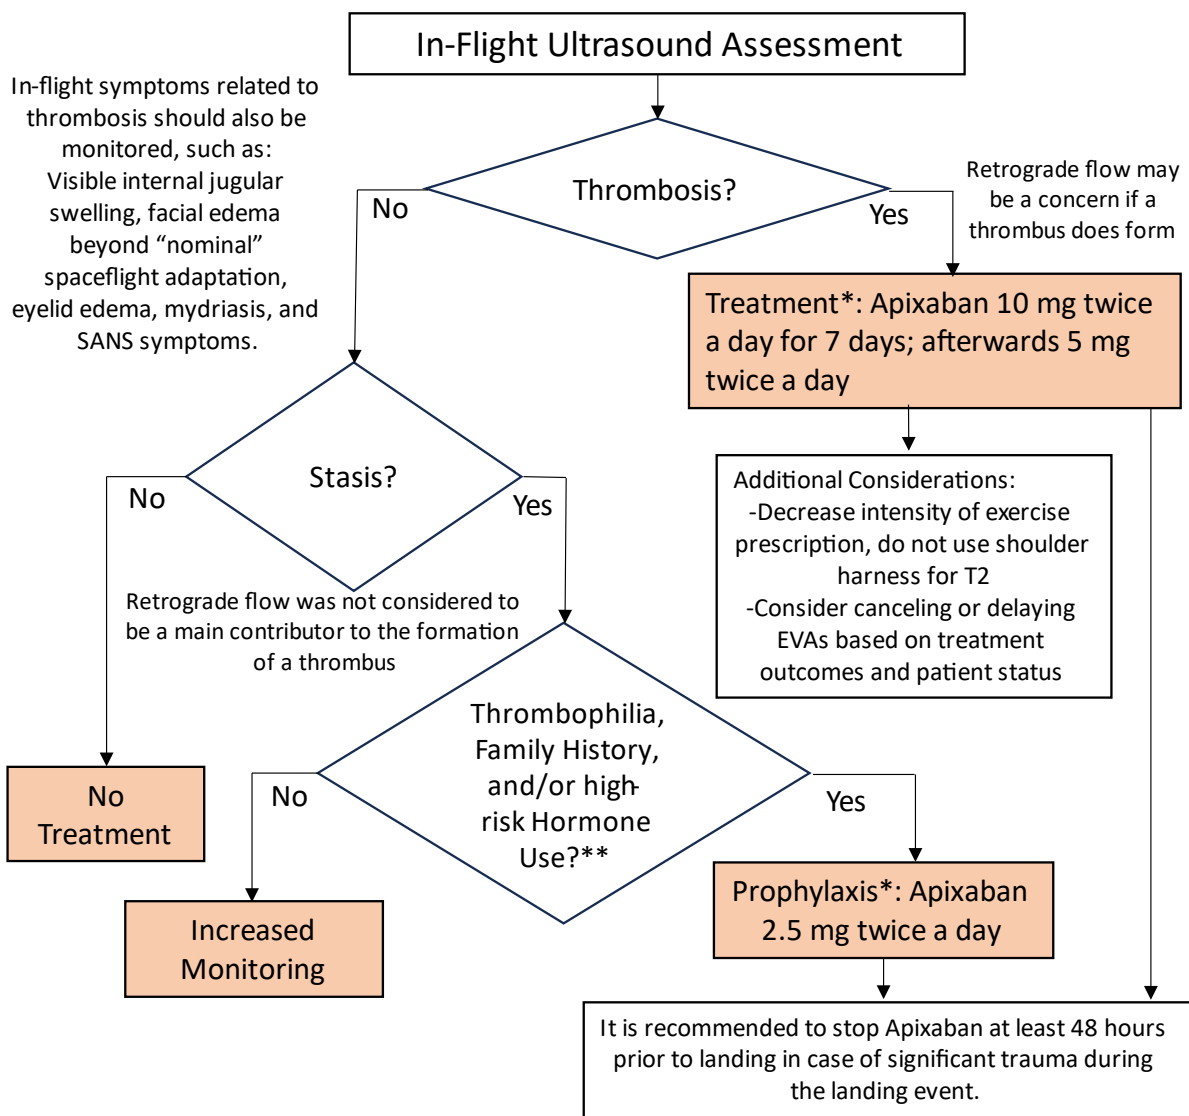 In-Flight Ultrasound Assessment
In-flight symptoms related to
thrombosis should also be
monitored, such as:
Visible internal jugular
swelling, facial edema
beyond “nominal”
spaceflight adaptation,
eyelid edema, mydriasis, and
SANS symptoms.
Thrombosis?
No
Yes
Retrograde flow may
be a concern if a
thrombus does form
Treatment*: Apixaban 10 mg twice
a day for 7 days; afterwards 5 mg
twice a day
Stasis?
No
Yes
Additional Considerations:
-Decrease intensity of exercise
prescription, do not use shoulder
harness for T2
-Consider canceling or delaying
EVAs based on treatment
outcomes and patient status
Retrograde flow was not considered to
be a main contributor to the formation
of a thrombus
Thrombophilia,
Family History,
and/or high-
risk Hormone
Use?**
No
Yes
No
Treatment
Increased
Monitoring
Prophylaxis*: Apixaban
2.5 mg twice a day
It is recommended to stop Apixaban at least 48 hours
prior to landing in case of significant trauma during
the landing event.